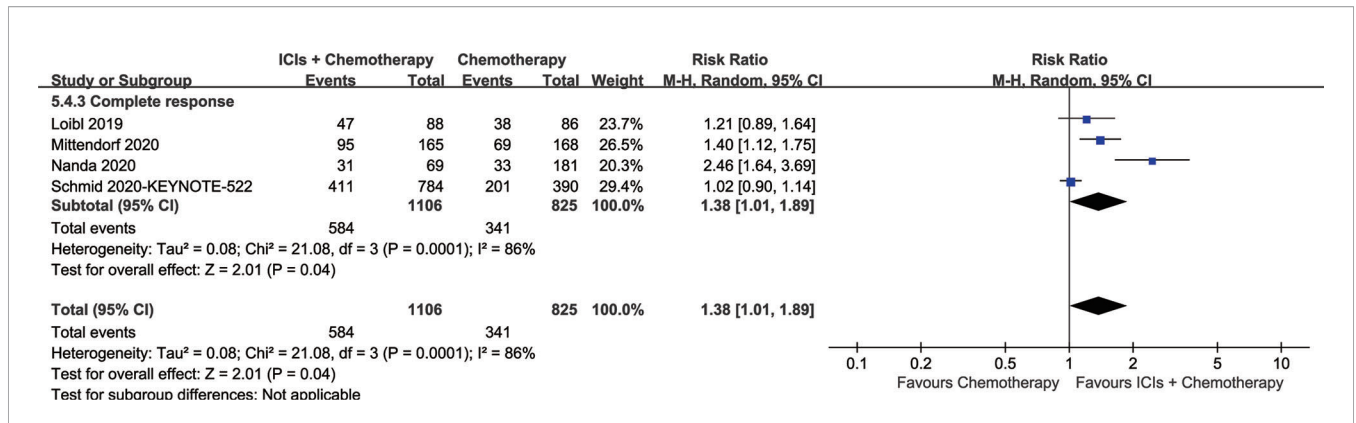 ICIs + Chemotherapy Chemotherapy Risk Ratio Risk Ratio
Study or Subgroup Events Total Events Total Weight M-H, Random, 95% CI M-H, Random, 95% CI
5.4.3 Complete response
Loibl 2019 47 88 38 86 23.7% 1.21 [0.89, 1.64]
Mittendorf 2020 95 165 69 168 26.5% 1.40 [1.12, 1.75]
Nanda 2020 31 69 33 181 20.3% 2.46 [1.64, 3.69]
Schmid 2020-KEYNOTE-522 411 784 201 390 29.4% 1.02 [0.90, 1.14]
Subtotal (95% CI) 1106 825 100.0% 1.38 [1.01, 1.89]
Total events 584 341
Heterogeneity: Tau² = 0.08; Chi² = 21.08, df = 3 (P = 0.0001); I² = 86%
Test for overall effect: Z = 2.01 (P = 0.04)
Total (95% CI) 1106 825 100.0% 1.38 [1.01, 1.89]
Total events 584 341
Heterogeneity: Tau² = 0.08; Chi² = 21.08, df = 3 (P = 0.0001); I² = 86%
Test for overall effect: Z = 2.01 (P = 0.04)
Test for subgroup differences: Not applicable
0.1 0.2 0.5 1 2 5 10
Favours Chemotherapy Favours ICIs + Chemotherapy